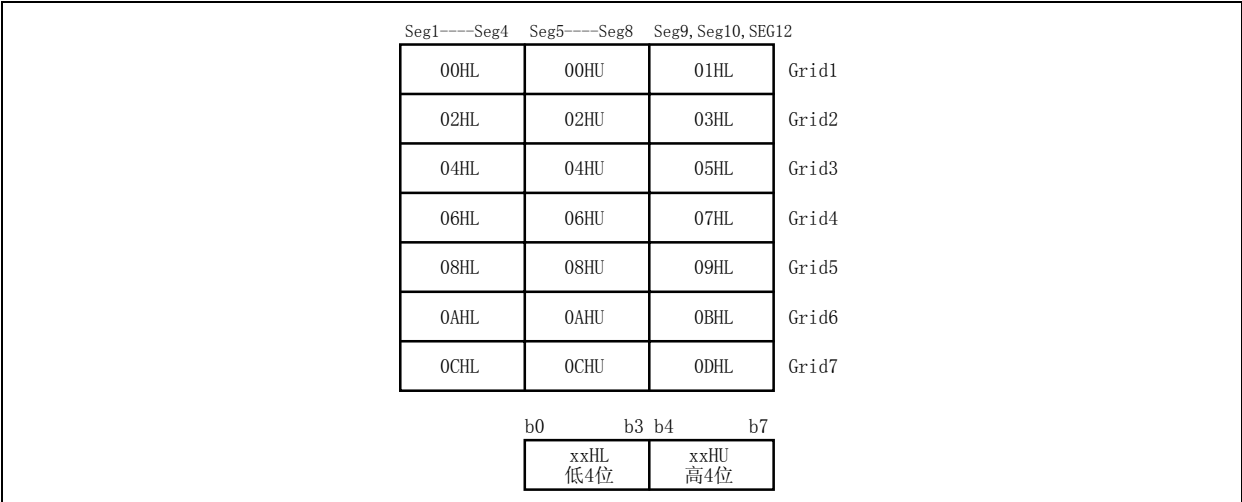 Seg1----Seg4 Seg5----Seg8 Seg9,Seg10,SEG12
00HL 00HU 01HL Grid1
02HL 02HU 03HL Grid2
04HL 04HU 05HL Grid3
06HL 06HU 07HL Grid4
08HL 08HU 09HL Grid5
0AHL 0AHU 0BHL Grid6
0CHL 0CHU 0DHL Grid7
b0 b3 b4 b7
xxHL xxHU
低4位 高4位